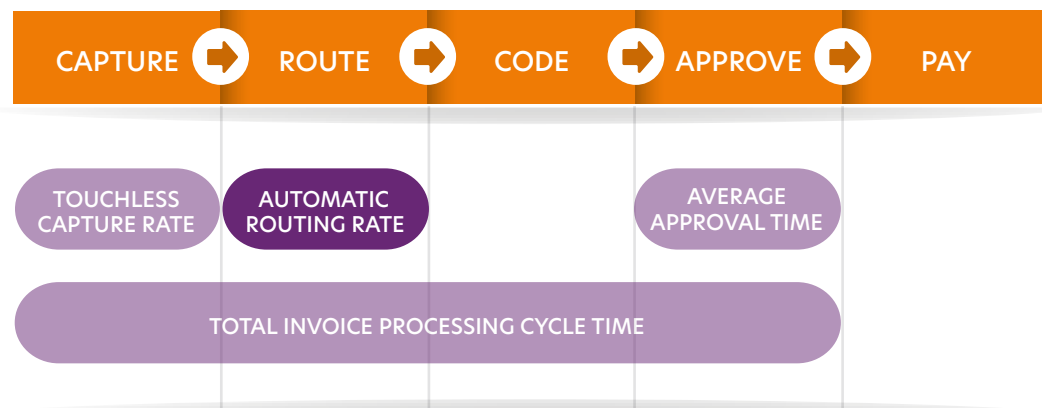 CAPTURE ROUTE CODE APPROVE PAY
TOUCHLESS
CAPTURE RATE
AUTOMATIC
ROUTING RATE
AVERAGE
APPROVAL TIME
TOTAL INVOICE PROCESSING CYCLE TIME